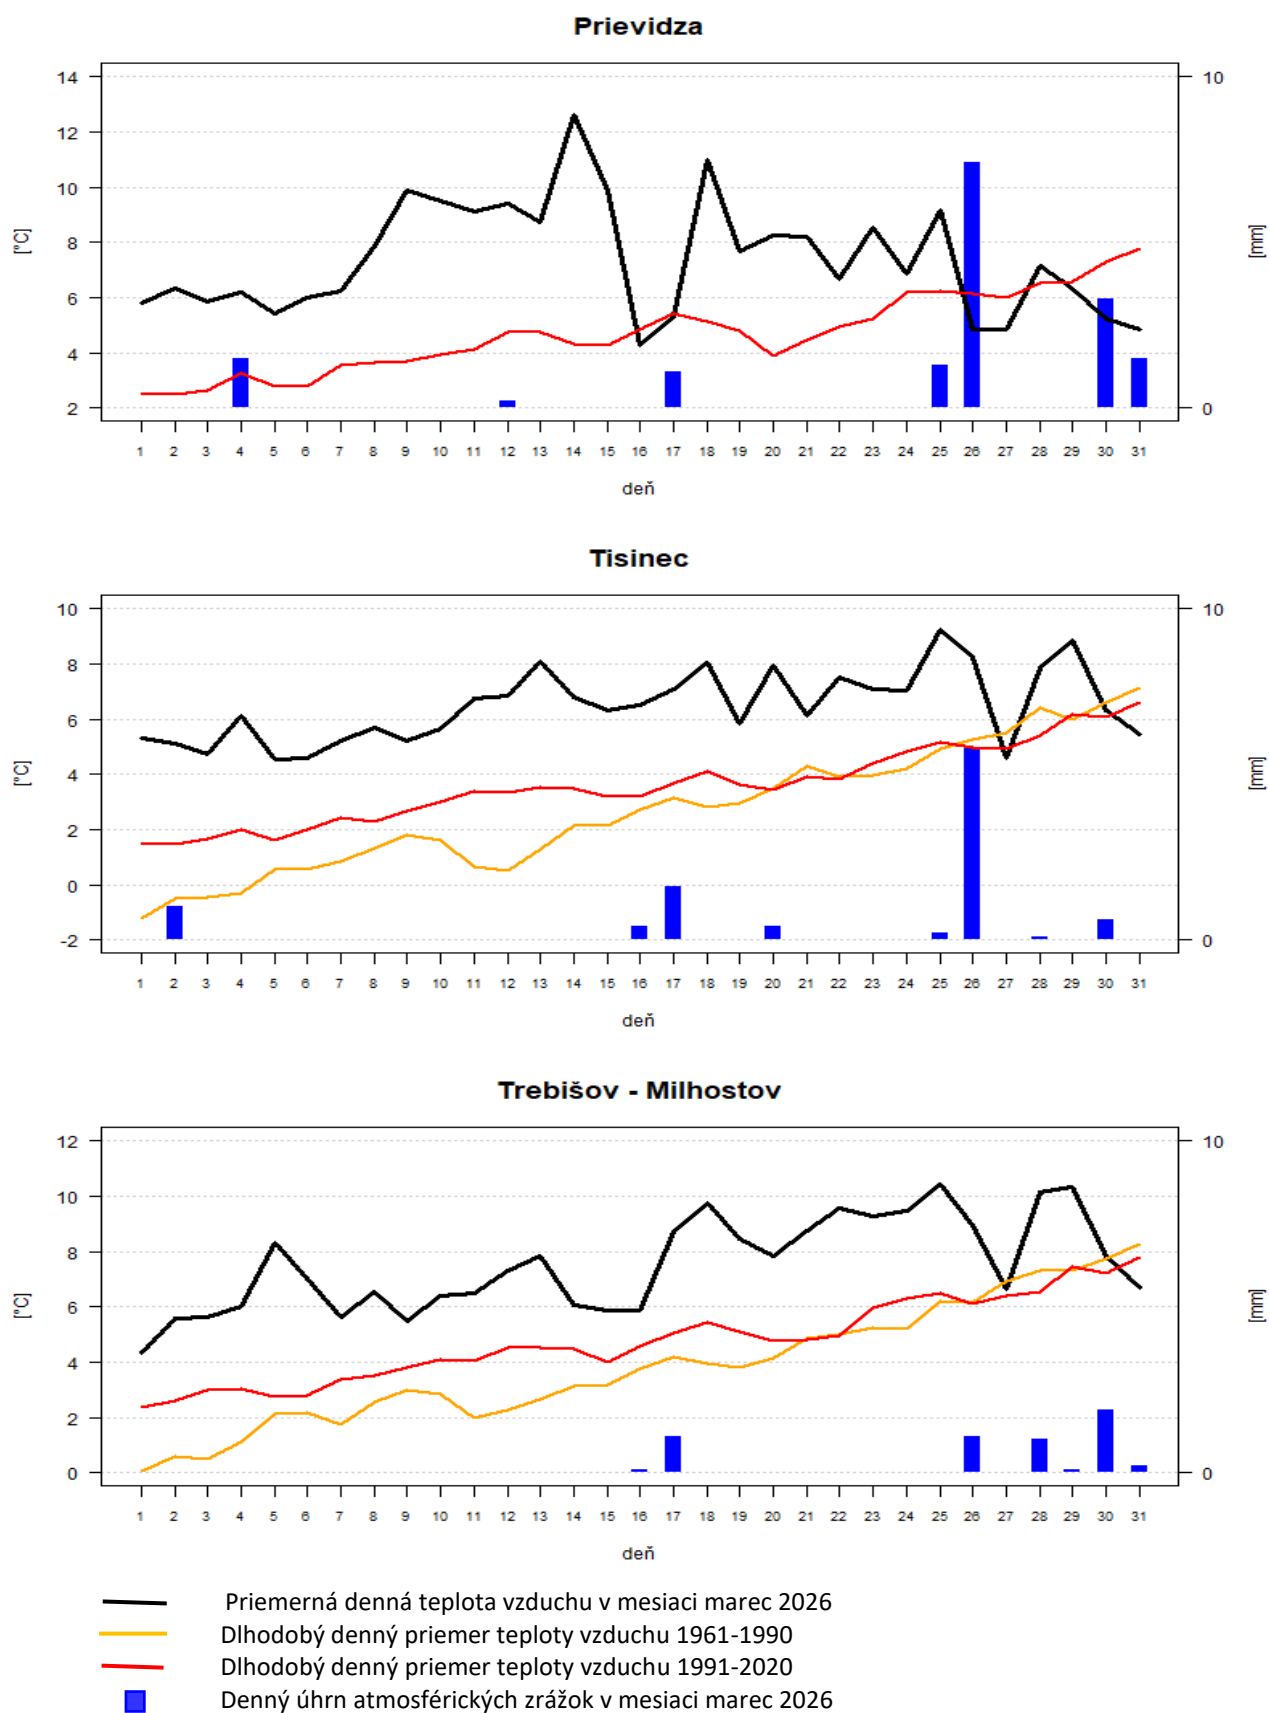 Prievidza
14
12
10
8
6
4
2
[°C]
10
0
[mm]
1 2 3 4 5 6 7 8 9 10 11 12 13 14 15 16 17 18 19 20 21 22 23 24 25 26 27 28 29 30 31
deň
Tisinec
10
8
6
4
2
0
-2
[°C]
10
0
[mm]
1 2 3 4 5 6 7 8 9 10 11 12 13 14 15 16 17 18 19 20 21 22 23 24 25 26 27 28 29 30 31
deň
Trebišov - Milhostov
12
10
8
6
4
2
0
[°C]
10
0
[mm]
1 2 3 4 5 6 7 8 9 10 11 12 13 14 15 16 17 18 19 20 21 22 23 24 25 26 27 28 29 30 31
deň
Priemerná denná teplota vzduchu v mesiaci marec 2026
Dlhodobý denný priemer teploty vzduchu 1961-1990
Dlhodobý denný priemer teploty vzduchu 1991-2020
Denný úhrn atmosférických zrážok v mesiaci marec 2026